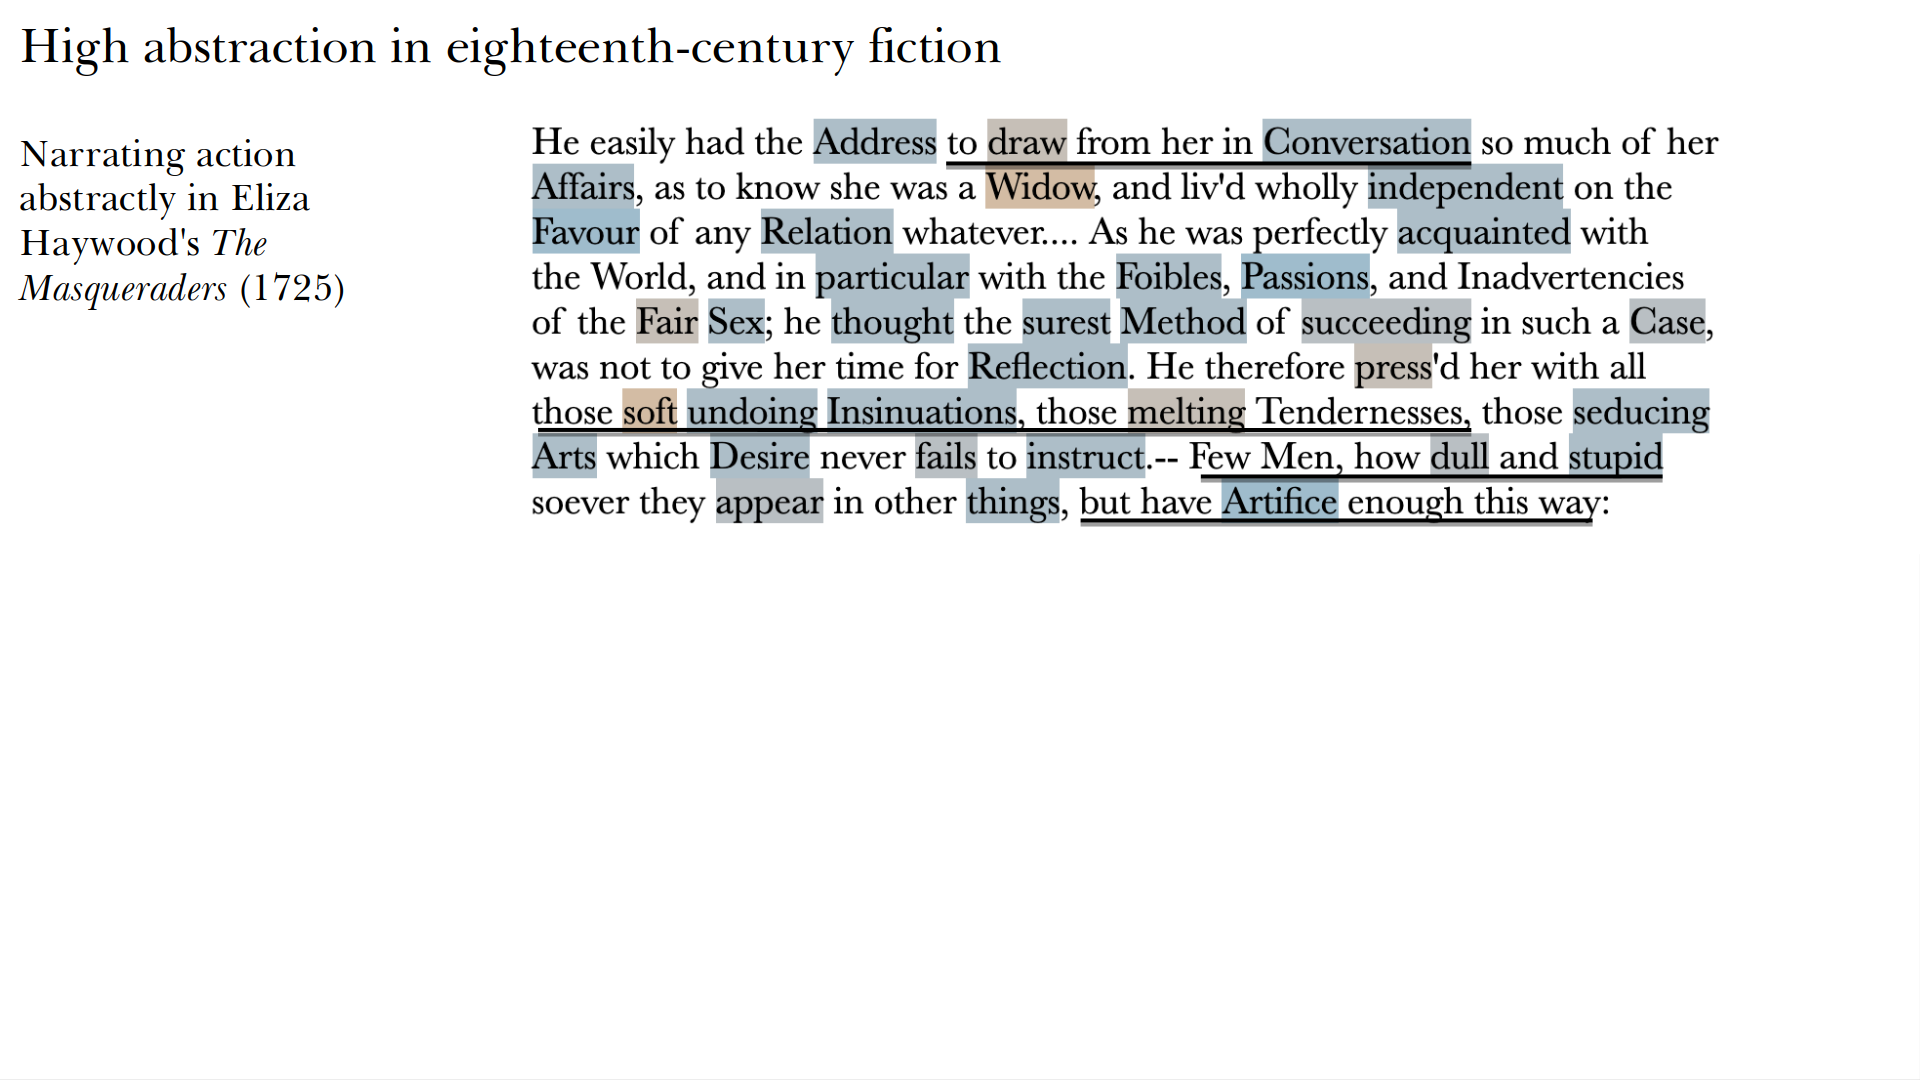 High abstraction in eighteenth-century fiction
Narrating action
abstractly in Eliza
Haywood's The
Masqueraders (1725)
He easily had the Address to draw from her in Conversation so much of her
Affairs, as to know she was a Widow, and liv'd wholly independent on the
Favour of any Relation whatever.... As he was perfectly acquainted with
the World, and in particular with the Foibles, Passions, and Inadvertencies
of the Fair Sex; he thought the surest Method of succeeding in such a Case,
was not to give her time for Reflection. He therefore press'd her with all
those soft undoing Insinuations, those melting Tendernesses, those seducing
Arts which Desire never fails to instruct.-- Few Men, how dull and stupid
soever they appear in other things, but have Artifice enough this way: